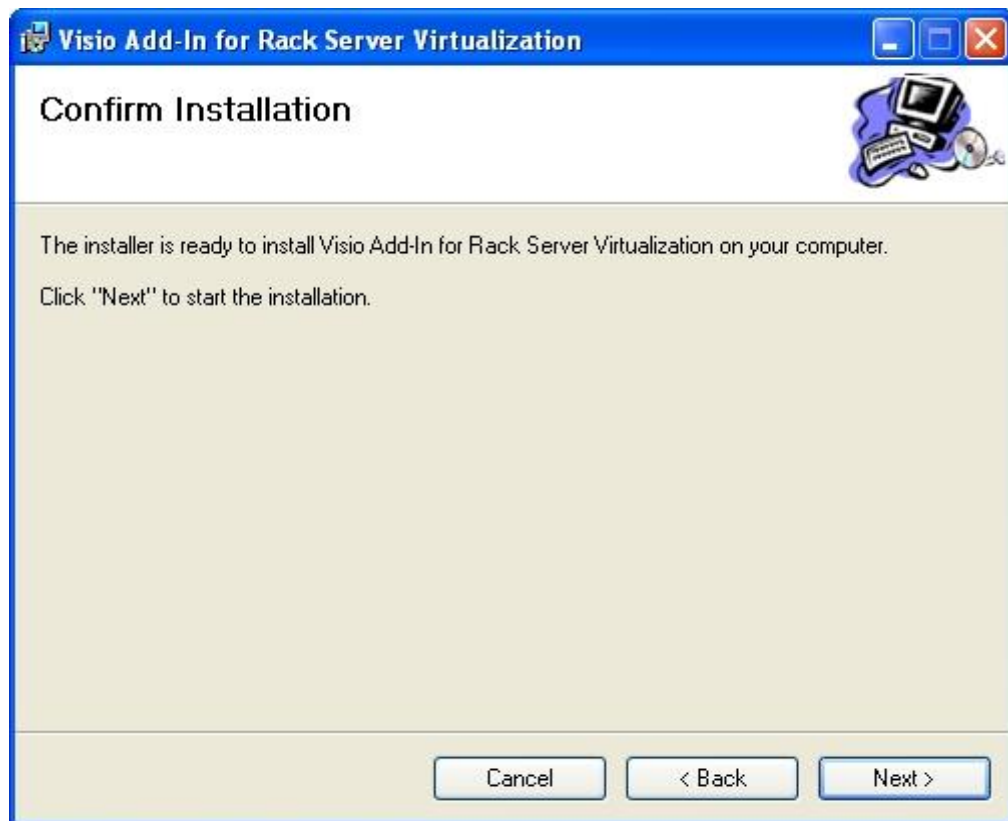 Visio Add-In for Rack Server Virtualization
Confirm Installation
The installer is ready to install Visio Add-In for Rack Server Virtualization on your computer.
Click "Next" to start the installation.
Cancel
< Back
Next >